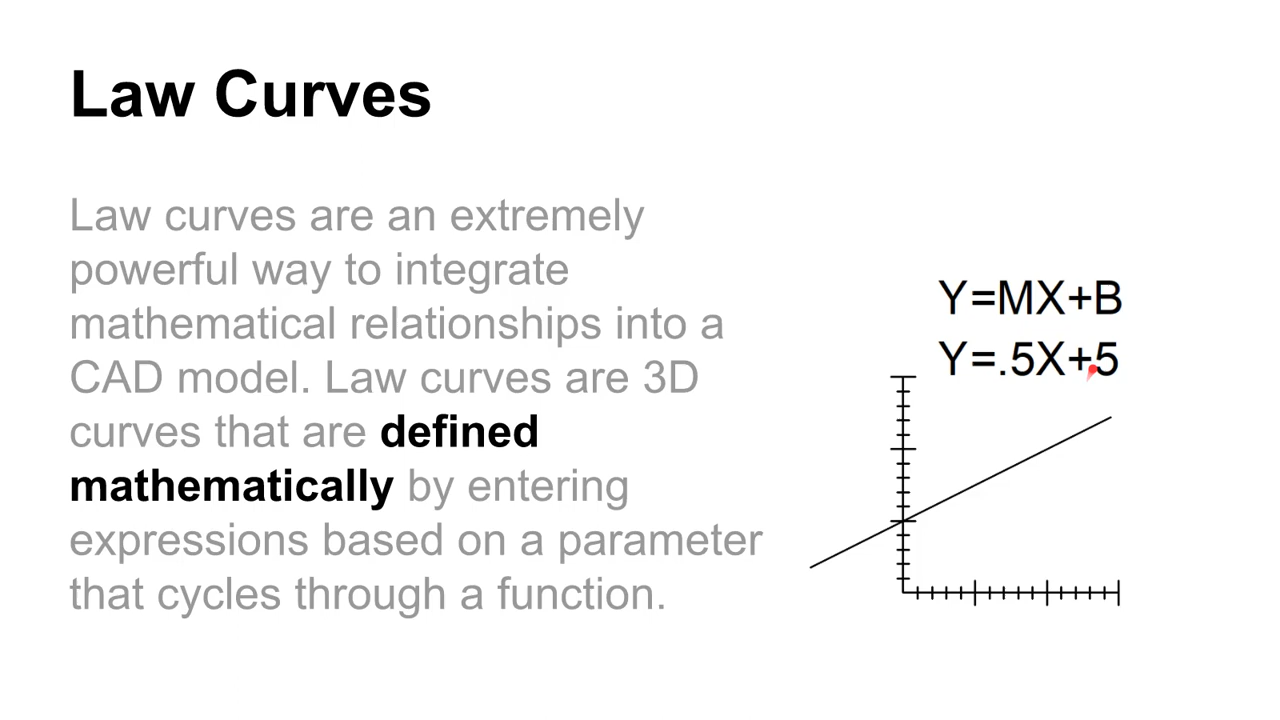 Law Curves
Law curves are an extremely
powerful way to integrate
mathematical relationships into a
CAD model. Law curves are 3D
curves that are defined
mathematically by entering
expressions based on a parameter
that cycles through a function.
Y=MX+B
Y=.5X+5